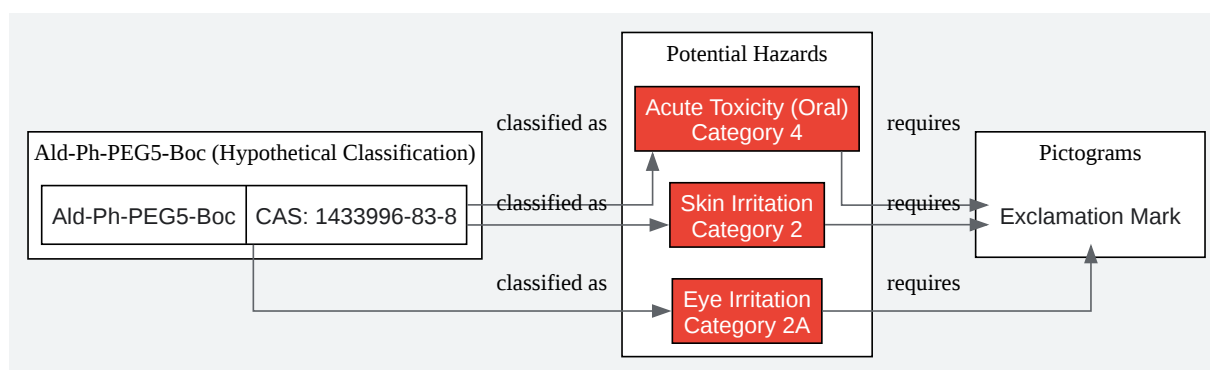 Potential Hazards
Acute Toxicity (Oral)
Category 4
classified as
requires
Ald-Ph-PEG5-Boc (Hypothetical Classification)
Pictograms
Ald-Ph-PEG5-Boc
CAS: 1433996-83-8
classified as
Skin Irritation
Category 2
requires
Exclamation Mark
classified as
Eye Irritation
Category 2A
requires